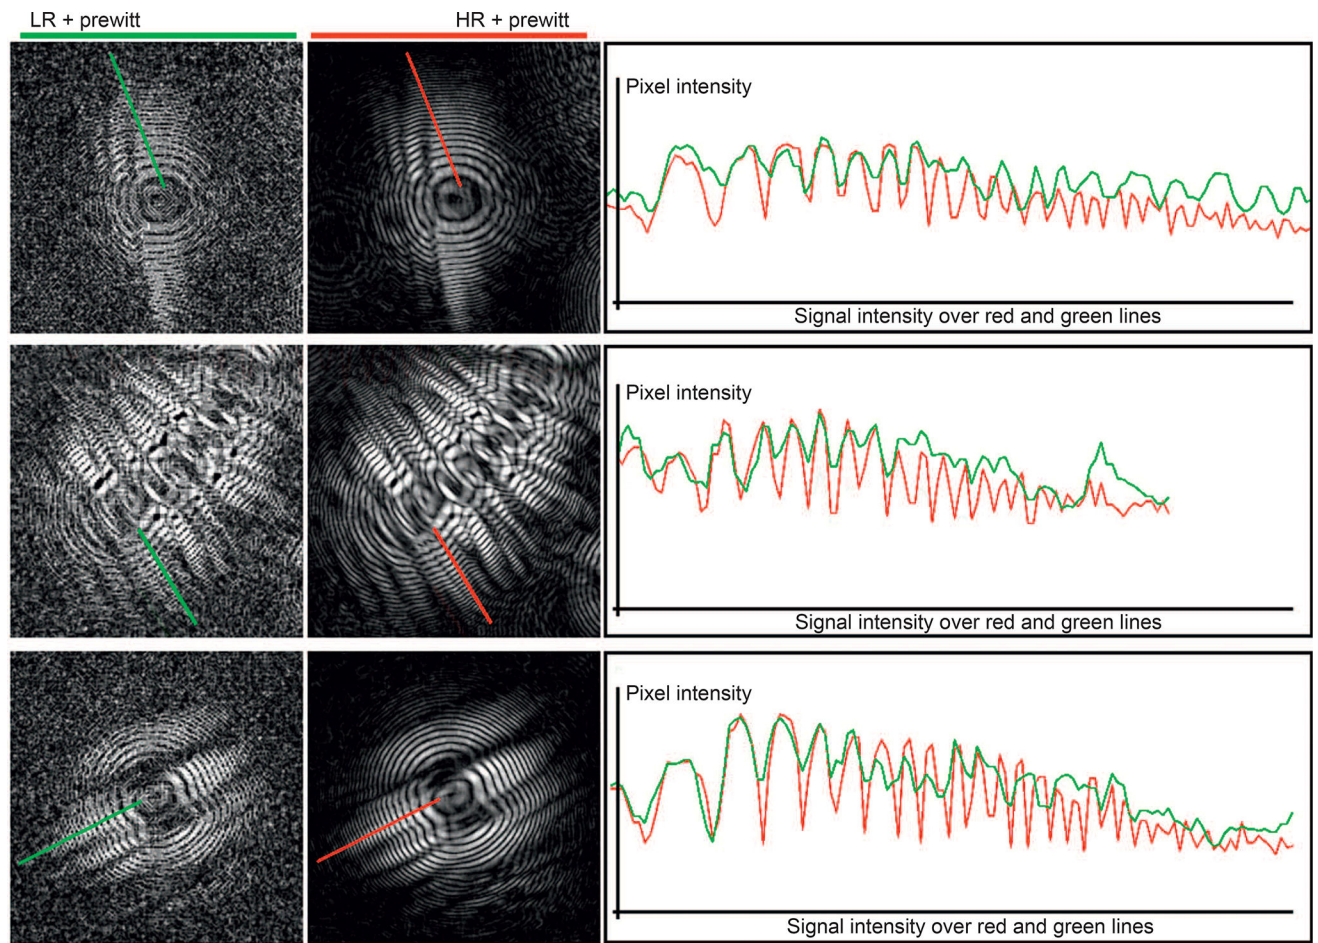 LR + prewitt
HR + prewitt
Pixel intensity
Signal intensity over red and green lines
Pixel intensity
Signal intensity over red and green lines
Pixel intensity
Signal intensity over red and green lines